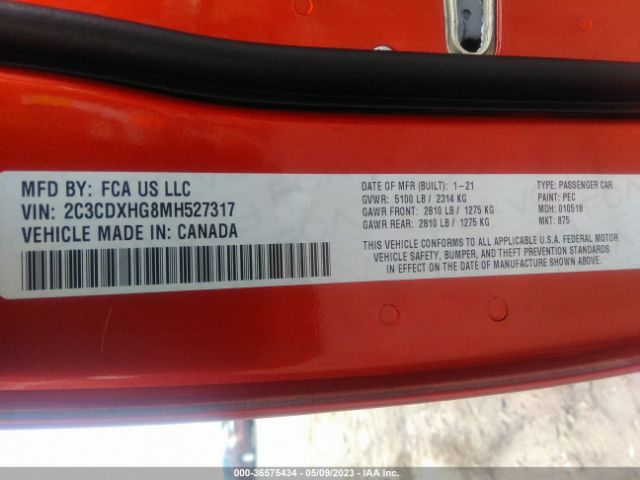 MFD BY: FCA US LLC
VIN: 2C3CDXHG8MH527317
VEHICLE MADE IN: CANADA
DATE OF MFR (BUILT): 1-21
GVWR: 5100 LB / 2314 KG
GAWR FRONT: 2810 LB / 1275 KG
GAWR REAR: 2810 LB / 1275 KG
TYPE: PASSENGER CAR
PAINT: PEC
MDH: 010518
MKT: 875
THIS VEHICLE CONFORMS TO ALL APPLICABLE U.S.A. FEDERAL MOTOR
VEHICLE SAFETY, BUMPER, AND THEFT PREVENTION STANDARDS
IN EFFECT ON THE DATE OF MANUFACTURE SHOWN ABOVE.
000-36575434 - 05/09/2023 - IAA Inc.